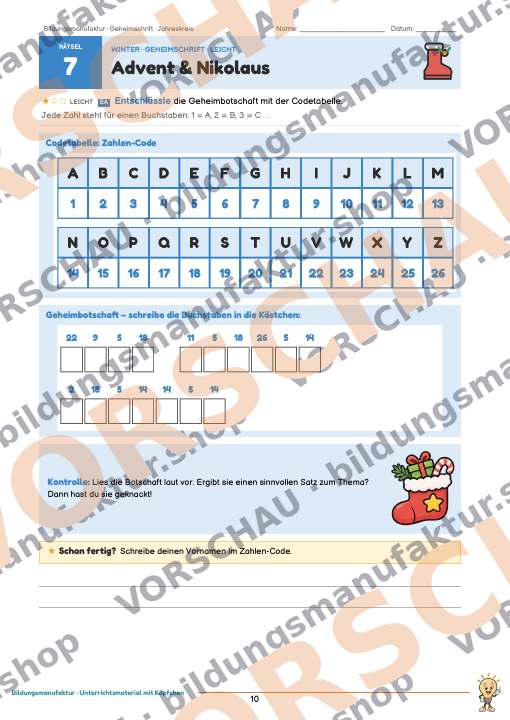 Bildungsmanufaktur · Geheimschrift · Jahreskreis Name: Datum:
RÄTSEL
7
WINTER · GEHEIMSCHRIFT · LEICHT
Advent & Nikolaus
★☆☆ LEICHT EA Entschlüssle die Geheimbotschaft mit der Codetabelle.
Jede Zahl steht für einen Buchstaben: 1 = A, 2 = B, 3 = C …
Codetabelle: Zahlen-Code
A B C D E F G H I J K L M
1 2 3 4 5 6 7 8 9 10 11 12 13
N O P Q R S T U V W X Y Z
14 15 16 17 18 19 20 21 22 23 24 25 26
Geheimbotschaft – schreibe die Buchstaben in die Kästchen:
22 9 5 18 11 5 18 26 5 14
2 18 5 14 14 5 14
Kontrolle: Lies die Botschaft laut vor. Ergibt sie einen sinnvollen Satz zum Thema?
Dann hast du sie geknackt!
★ Schon fertig? Schreibe deinen Vornamen im Zahlen-Code.
Bildungsmanufaktur · Unterrichtsmaterial mit Köpfchen
10
VORSCHAU · bildungsmanufaktur.shop